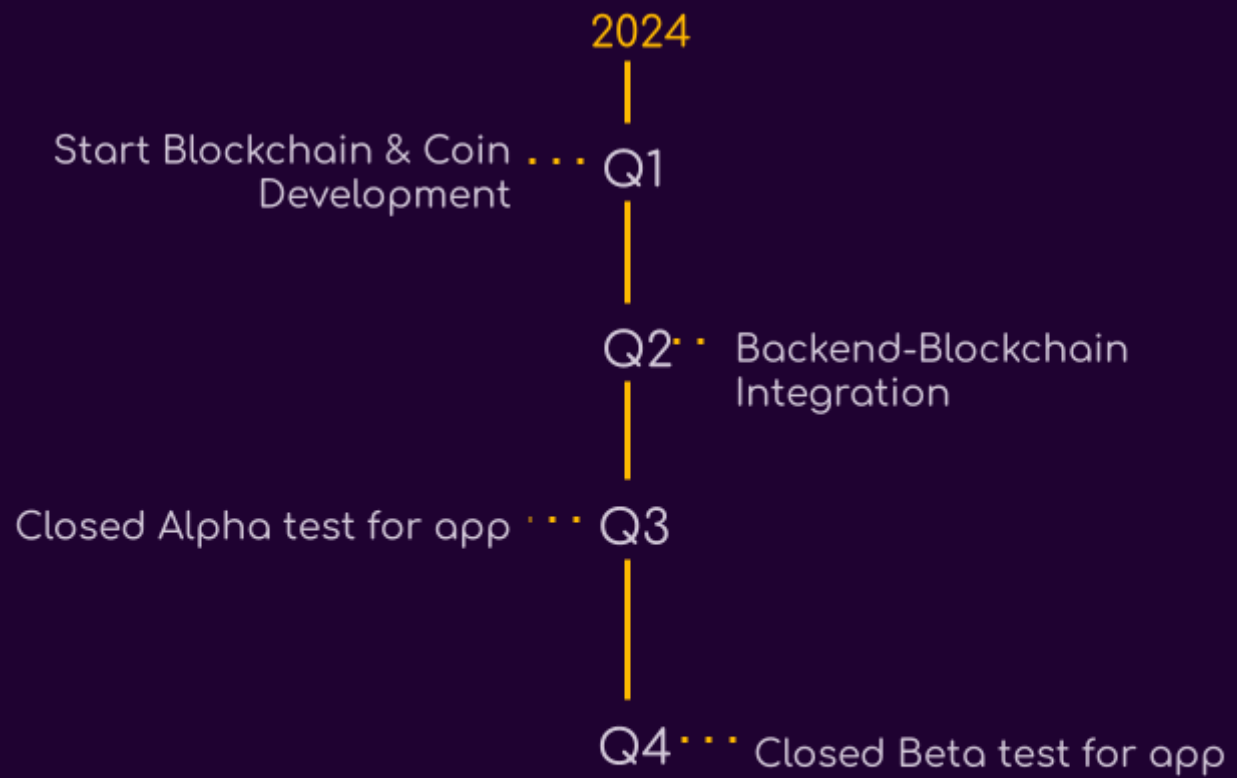 2024
Start Blockchain & Coin
Development
Q1
Q2
Backend-Blockchain
Integration
Closed Alpha test for app
Q3
Q4
Closed Beta test for app